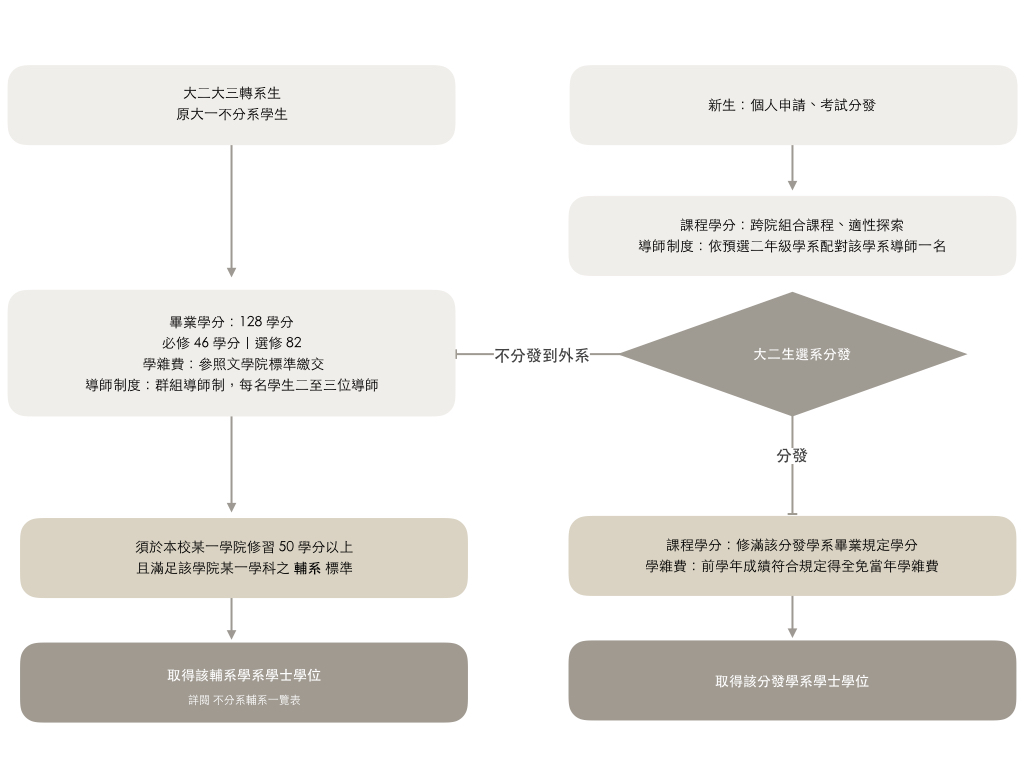 大二大三轉系生
原大一不分系學生
新生：個人申請、考試分發
課程學分：跨院組合課程、適性探索
導師制度：依預選二年級學系配對該學系導師一名
畢業學分：128 學分
必修 46 學分 | 選修 82
學雜費：參照文學院標準繳交
導師制度：群組導師制，每名學生二至三位導師
不分發到外系
大二生選系分發
分發
須於本校某一學院修習 50 學分以上
且滿足該學院某一學科之 輔系 標準
課程學分：修滿該分發學系畢業規定學分
學雜費：前學年成績符合規定得全免當年學雜費
取得該輔系學系學士學位
詳閱 不分系輔系一覽表
取得該分發學系學士學位